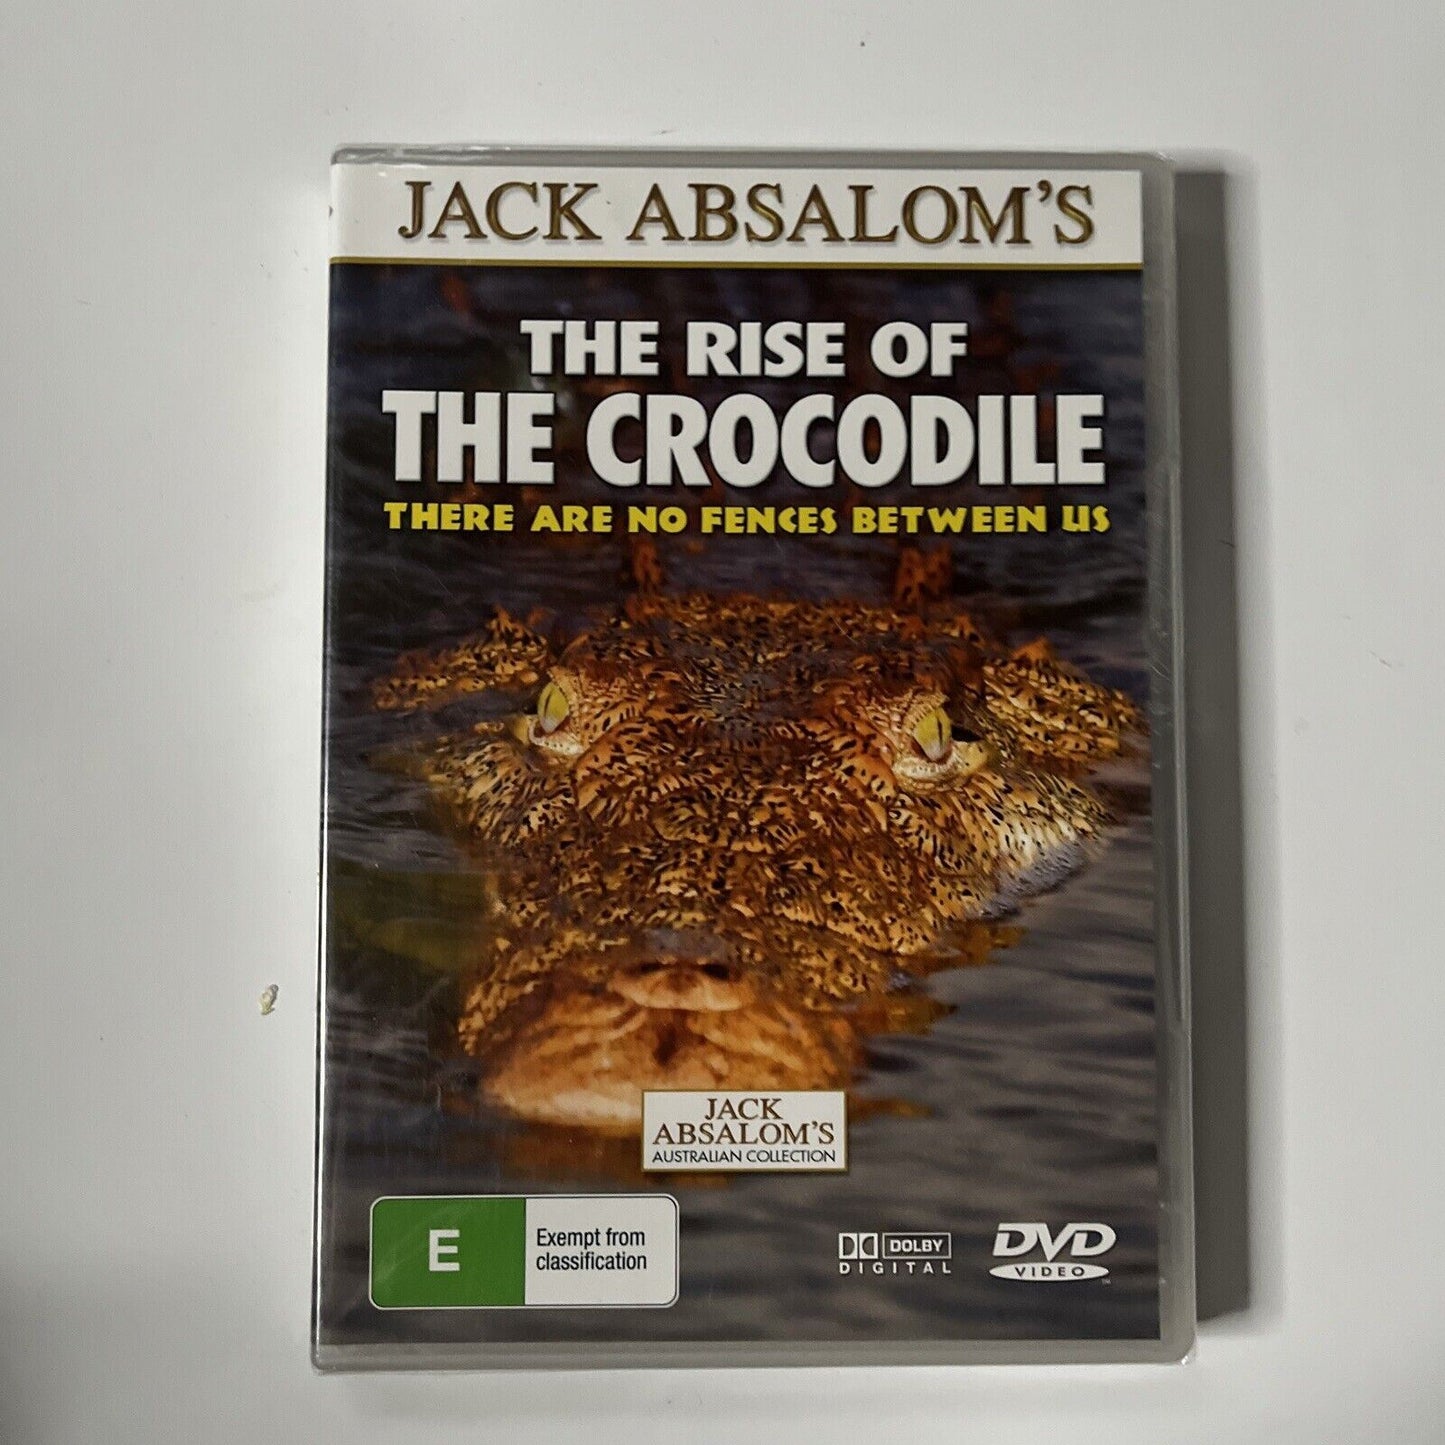 JACK ABSALOM'S
THE RISE OF
THE CROCODILE
THERE ARE NO FENCES BETWEEN US
JACK
ABSALOM'S
AUSTRALIAN COLLECTION
E
Exempt from
classification
DOLBY
DIGITAL
DVD
VIDEO